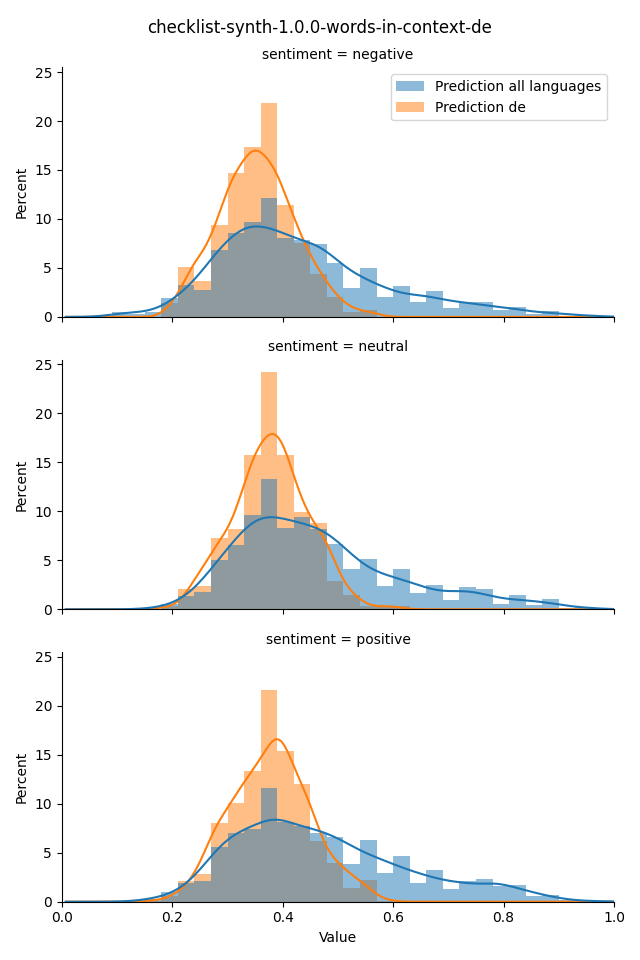 checklist-synth-1.0.0-words-in-context-de
sentiment = negative
25
20
15
10
5
0
Percent
Prediction all languages
Prediction de
sentiment = neutral
25
20
15
10
5
0
Percent
sentiment = positive
25
20
15
10
5
0
Percent
0.0 0.2 0.4 0.6 0.8 1.0
Value